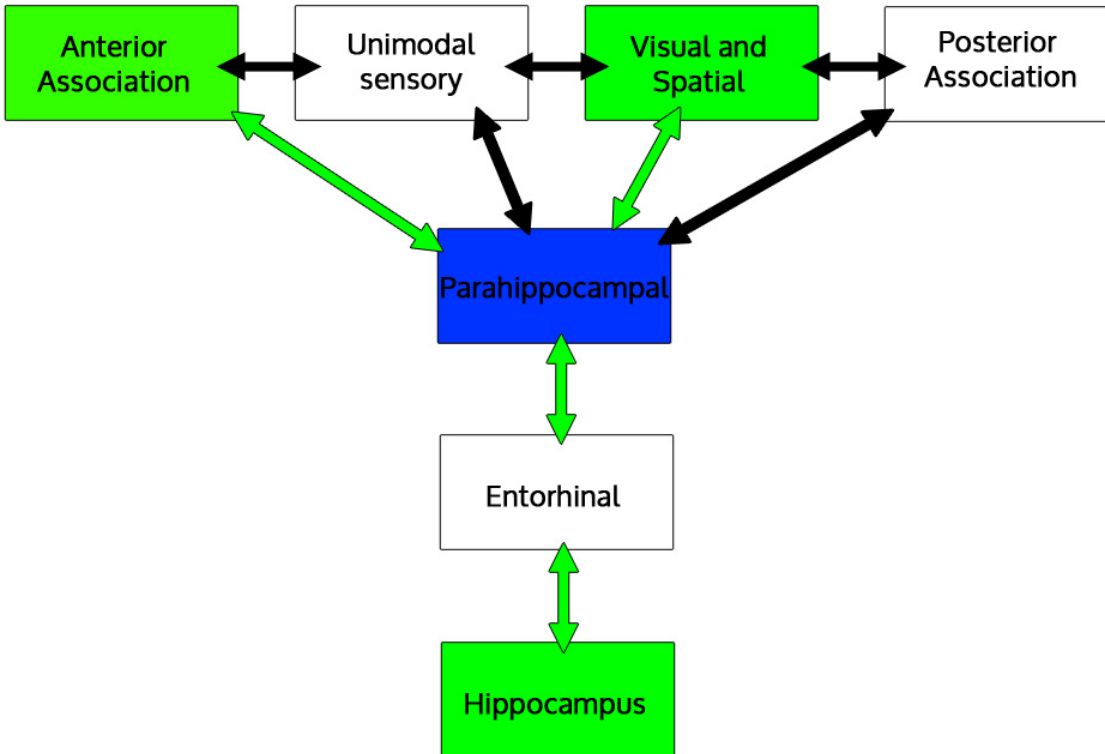 Anterior
Association
Unimodal
sensory
Visual and
Spatial
Posterior
Association
Parahippocampal
Entorhinal
Hippocampus